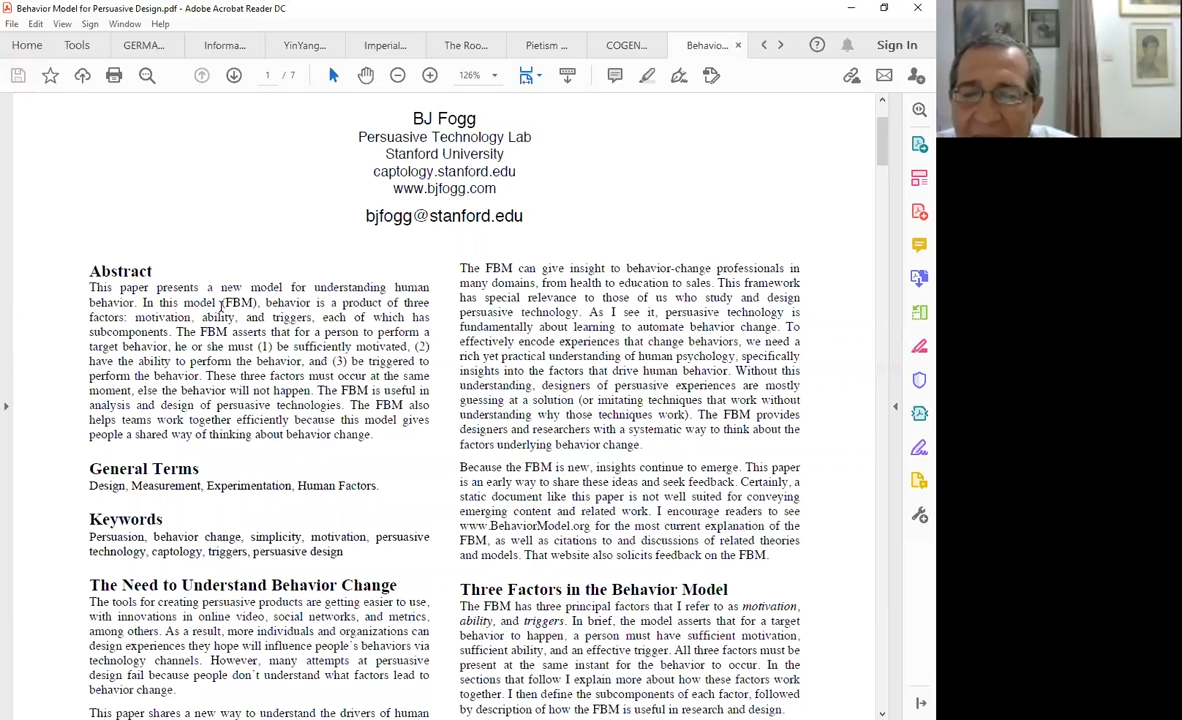 Behavior Model for Persuasive Design.pdf - Adobe Acrobat Reader DC
File Edit View Sign Window Help
Home Tools GERMA... Informa... YinYang... Imperial... The Roo... Pietism ... COGEN... Behavio... × Sign In
1 / 7 126%
BJ Fogg
Persuasive Technology Lab
Stanford University
captology.stanford.edu
www.bjfogg.com
bjfogg@stanford.edu
Abstract
This paper presents a new model for understanding human
behavior. In this model (FBM), behavior is a product of three
factors: motivation, ability, and triggers, each of which has
subcomponents. The FBM asserts that for a person to perform a
target behavior, he or she must (1) be sufficiently motivated, (2)
have the ability to perform the behavior, and (3) be triggered to
perform the behavior. These three factors must occur at the same
moment, else the behavior will not happen. The FBM is useful in
analysis and design of persuasive technologies. The FBM also
helps teams work together efficiently because this model gives
people a shared way of thinking about behavior change.
General Terms
Design, Measurement, Experimentation, Human Factors.
Keywords
Persuasion, behavior change, simplicity, motivation, persuasive
technology, captology, triggers, persuasive design
The Need to Understand Behavior Change
The tools for creating persuasive products are getting easier to use,
with innovations in online video, social networks, and metrics,
among others. As a result, more individuals and organizations can
design experiences they hope will influence people's behaviors via
technology channels. However, many attempts at persuasive
design fail because people don't understand what factors lead to
behavior change.
This paper shares a new way to understand the drivers of human
The FBM can give insight to behavior-change professionals in
many domains, from health to education to sales. This framework
has special relevance to those of us who study and design
persuasive technology. As I see it, persuasive technology is
fundamentally about learning to automate behavior change. To
effectively encode experiences that change behaviors, we need a
rich yet practical understanding of human psychology, specifically
insights into the factors that drive human behavior. Without this
understanding, designers of persuasive experiences are mostly
guessing at a solution (or imitating techniques that work without
understanding why those techniques work). The FBM provides
designers and researchers with a systematic way to think about the
factors underlying behavior change.
Because the FBM is new, insights continue to emerge. This paper
is an early way to share these ideas and seek feedback. Certainly, a
static document like this paper is not well suited for conveying
emerging content and related work. I encourage readers to see
www.BehaviorModel.org for the most current explanation of the
FBM, as well as citations to and discussions of related theories
and models. That website also solicits feedback on the FBM.
Three Factors in the Behavior Model
The FBM has three principal factors that I refer to as motivation,
ability, and triggers. In brief, the model asserts that for a target
behavior to happen, a person must have sufficient motivation,
sufficient ability, and an effective trigger. All three factors must be
present at the same instant for the behavior to occur. In the
sections that follow I explain more about how these factors work
together. I then define the subcomponents of each factor, followed
by description of how the FBM is useful in research and design.